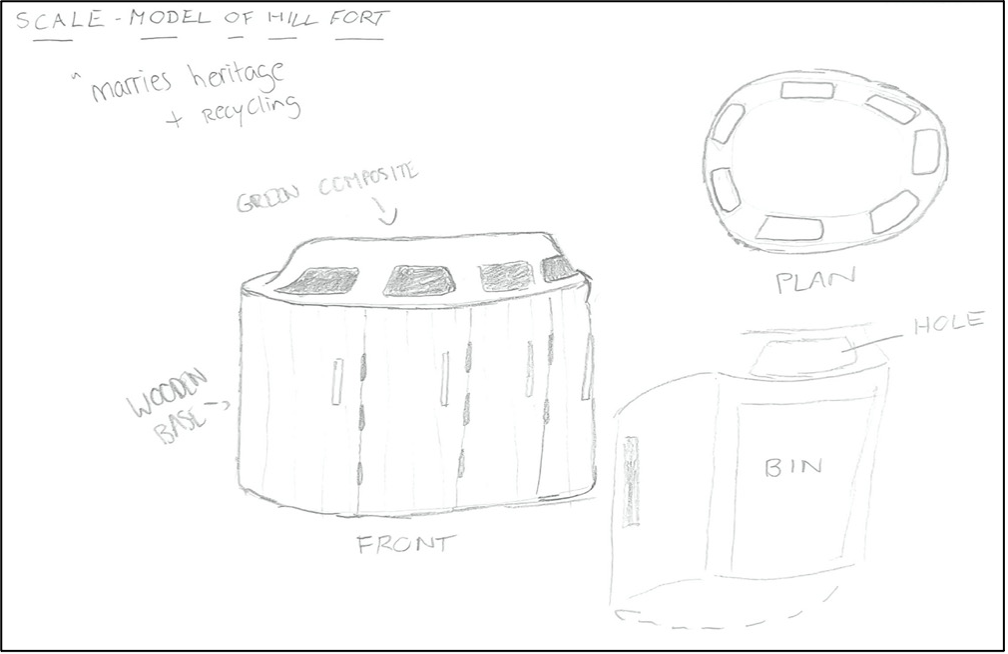 SCALE - MODEL OF HILL FORT
"marries heritage
+ RECYCLING
GREEN COMPOSITE
PLAN
HOLE
WOODEN
BASE
BIN
FRONT